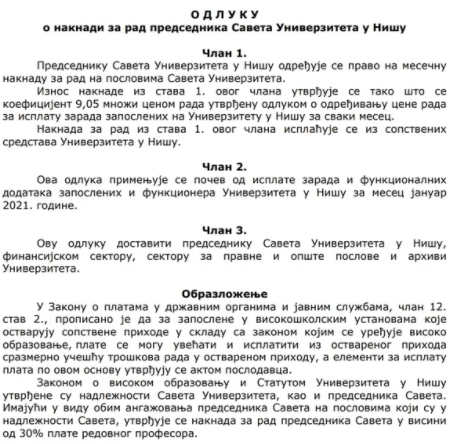 О Д Л У К У
о накнади за рад председника Савета Универзитета у Нишу
Члан 1.
Председнику Савета Универзитета у Нишу одређује се право на месечну
накнаду за рад на пословима Савета Универзитета.
Износ накнаде из става 1. овог члана утврђује се тако што се
коефицијент 9,05 множи ценом рада утврђену одлуком о одређивању цене рада
за исплату зарада запослених на Универзитету у Нишу за сваки месец.
Накнада за рад из става 1. овог члана исплаћује се из сопствених
средстава Универзитета у Нишу.
Члан 2.
Ова одлука примењује се почев од исплате зарада и функционалних
додатака запослених и функционера Универзитета у Нишу за месец јануар
2021. године.
Члан 3.
Ову одлуку доставити председнику Савета Универзитета у Нишу,
финансијском сектору, сектору за правне и опште послове и архиви
Универзитета.
Образложење
У Закону о платама у државним органима и јавним службама, члан 12.
став 2., прописано је да за запослене у високошколским установама које
остварују сопствене приходе у складу са законом којим се уређује високо
образовање, плате се могу увећати и исплатити из оствареног прихода
сразмерно учешћу трошкова рада у оствареном приходу, а елементи за исплату
плата по овом основу утврђују се актом послодавца.
Законом о високом образовању и Статутом Универзитета у Нишу
утврђене су надлежности Савета Универзитета, као и председника Савета.
Имајући у виду обим ангажовања председника Савета на пословима који су у
надлежности Савета, утврђује се накнада за рад председника Савета у висини
од 30% плате редовног професора.